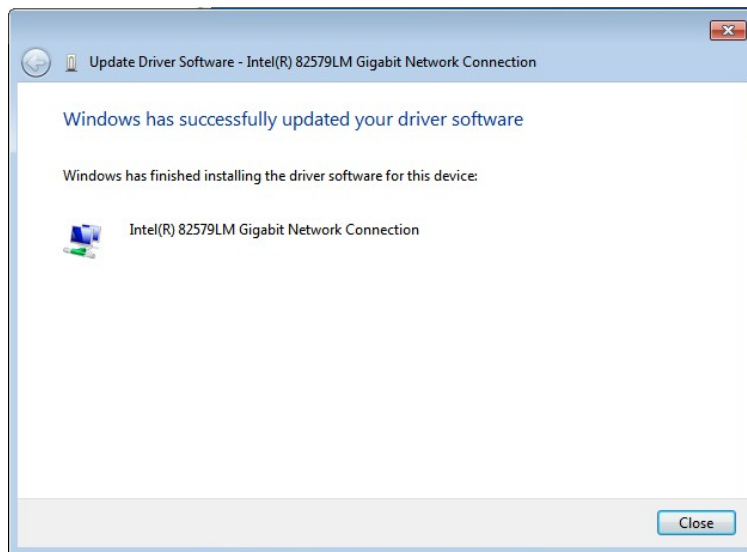 Update Driver Software - Intel(R) 82579LM Gigabit Network Connection
Windows has successfully updated your driver software
Windows has finished installing the driver software for this device:
Intel(R) 82579LM Gigabit Network Connection
Close